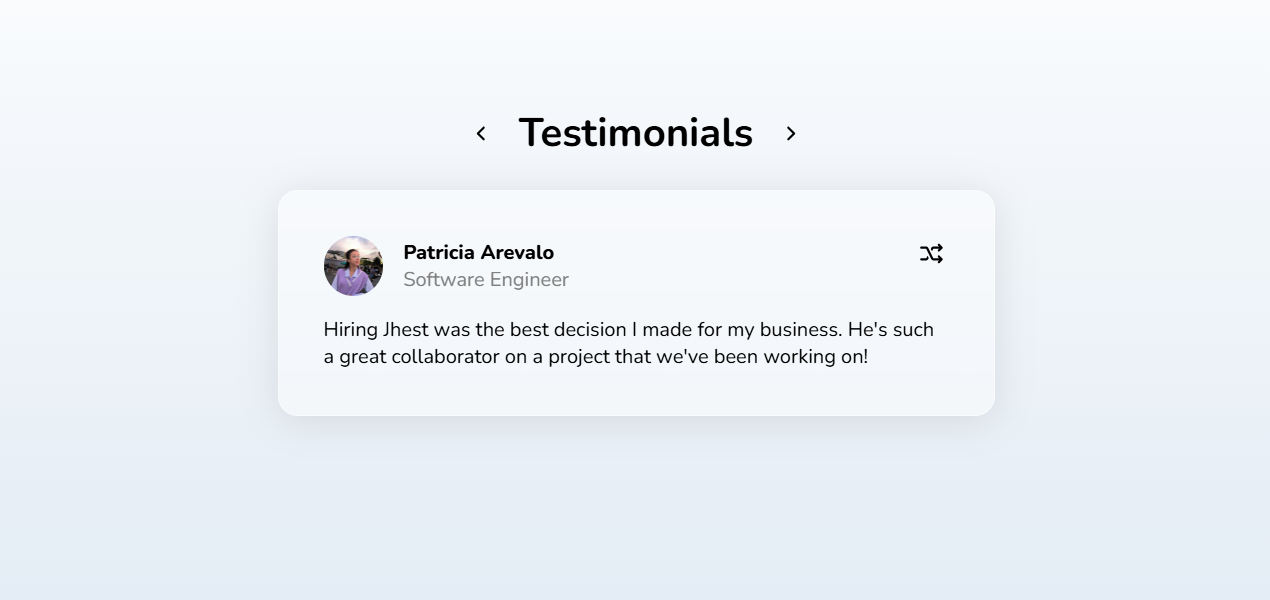 Testimonials
Patricia Arevalo
Software Engineer
Hiring Jhest was the best decision I made for my business. He's such
a great collaborator on a project that we've been working on!